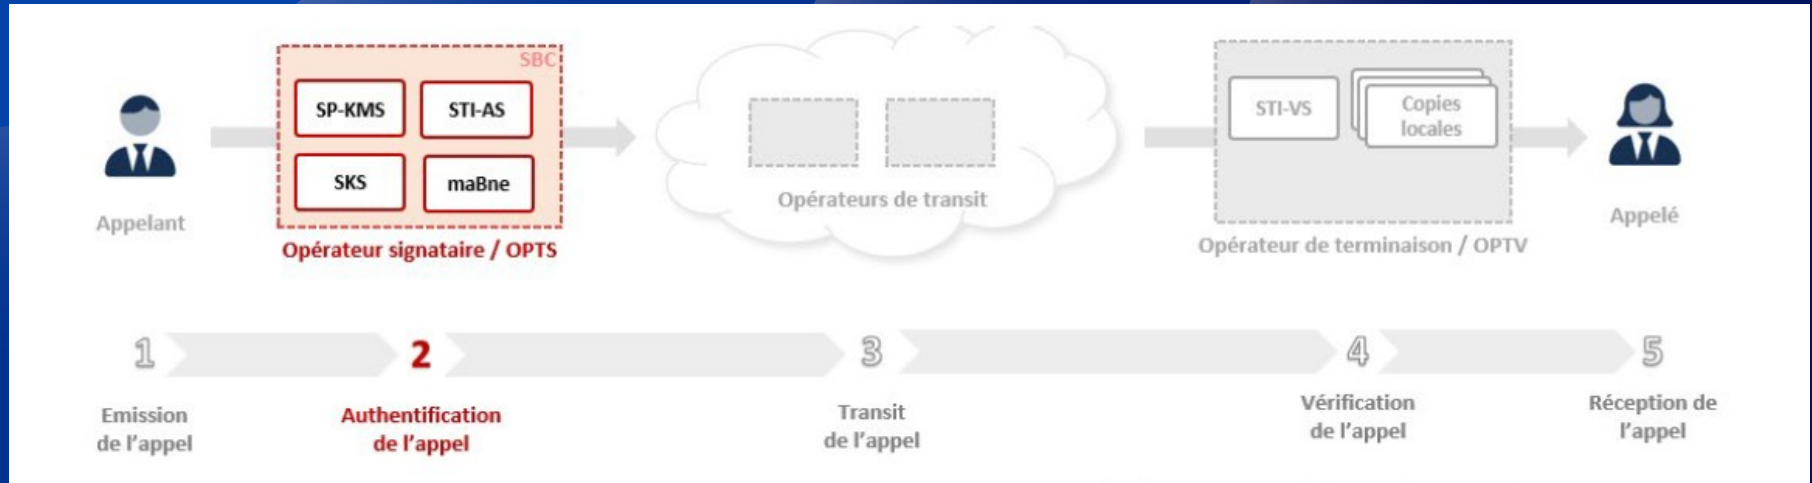 SBC
SP-KMS
STI-AS
SKS
maBne
Appelant
Opérateur signataire / OPTS
Opérateurs de transit
STI-VS
Copies
locales
Opérateur de terminaison / OPTV
Appelé
1
2
3
4
5
Emission
de l'appel
Authentification
de l'appel
Transit
de l'appel
Vérification
de l'appel
Réception de
l'appel